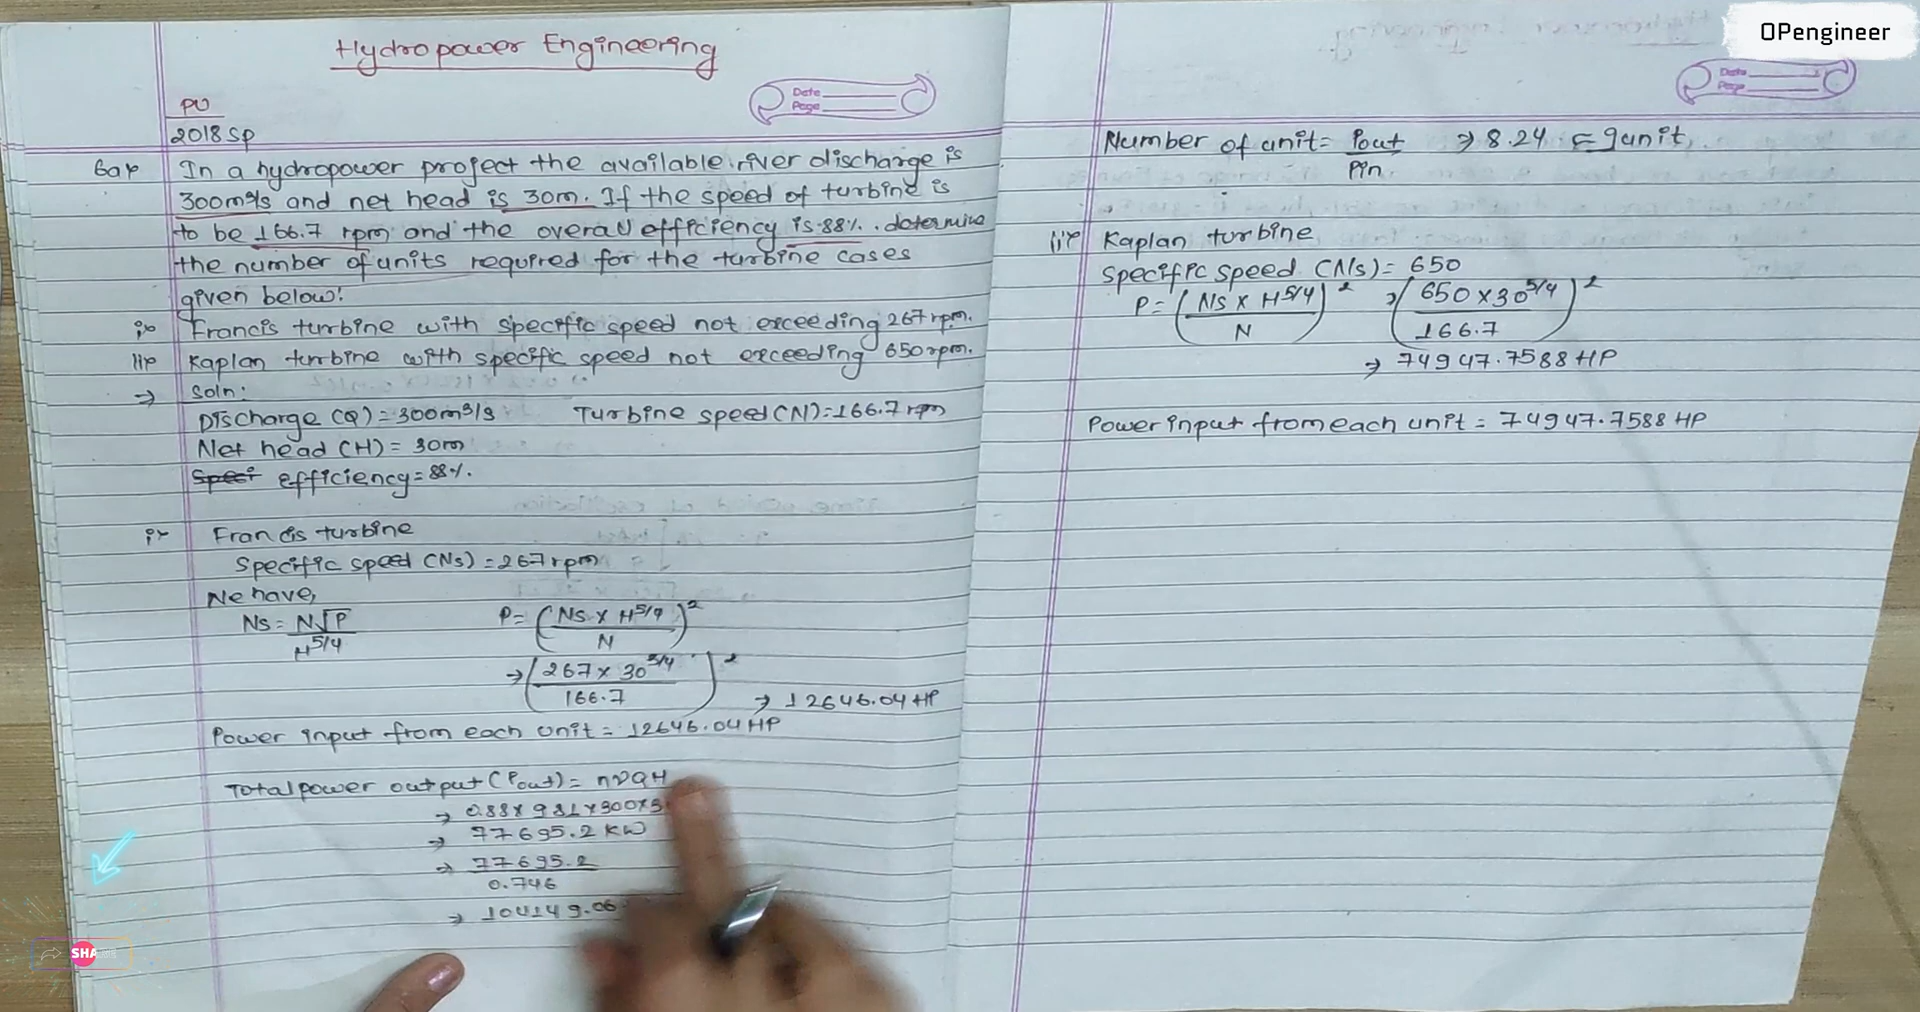 OPengineer
Hydropower Engineering
Date
Page
PU
2018 Sp
6a) In a hydropower project the available river discharge is
300m³/s and net head is 30m. If the speed of turbine is
to be 166.7 rpm and the overall efficiency is 88%. determine
the number of units required for the turbine cases
given below:
i) Francis turbine with specific speed not exceeding 267 rpm.
ii) Kaplan turbine with specific speed not exceeding 650 rpm.
⇒ Soln:
Discharge (Q) = 300m³/s Turbine speed (N) = 166.7 rpm
Net head (H) = 30m
efficiency = 88%.
i) Francis turbine
Specific speed (Ns) = 267 rpm
We have,
Ns = N√P / H^5/4 P = (Ns × H^5/4 / N)²
→ (267 × 30^5/4 / 166.7)² → 12646.04 HP
Power input from each unit = 12646.04 HP
Total power output (Pout) = ηγQH
→ 0.88 × 9.81 × 300 × 3
→ 77695.2 KW
→ 77695.2 / 0.746
→ 104149.06
SHA
Date
Page
Number of unit = Pout / Pin → 8.24 ≈ 9 unit.
ii) Kaplan turbine
Specific speed (Ns) = 650
P = (Ns × H^5/4 / N)² → (650 × 30^5/4 / 166.7)²
→ 74947.7588 HP
Power input from each unit = 74947.7588 HP